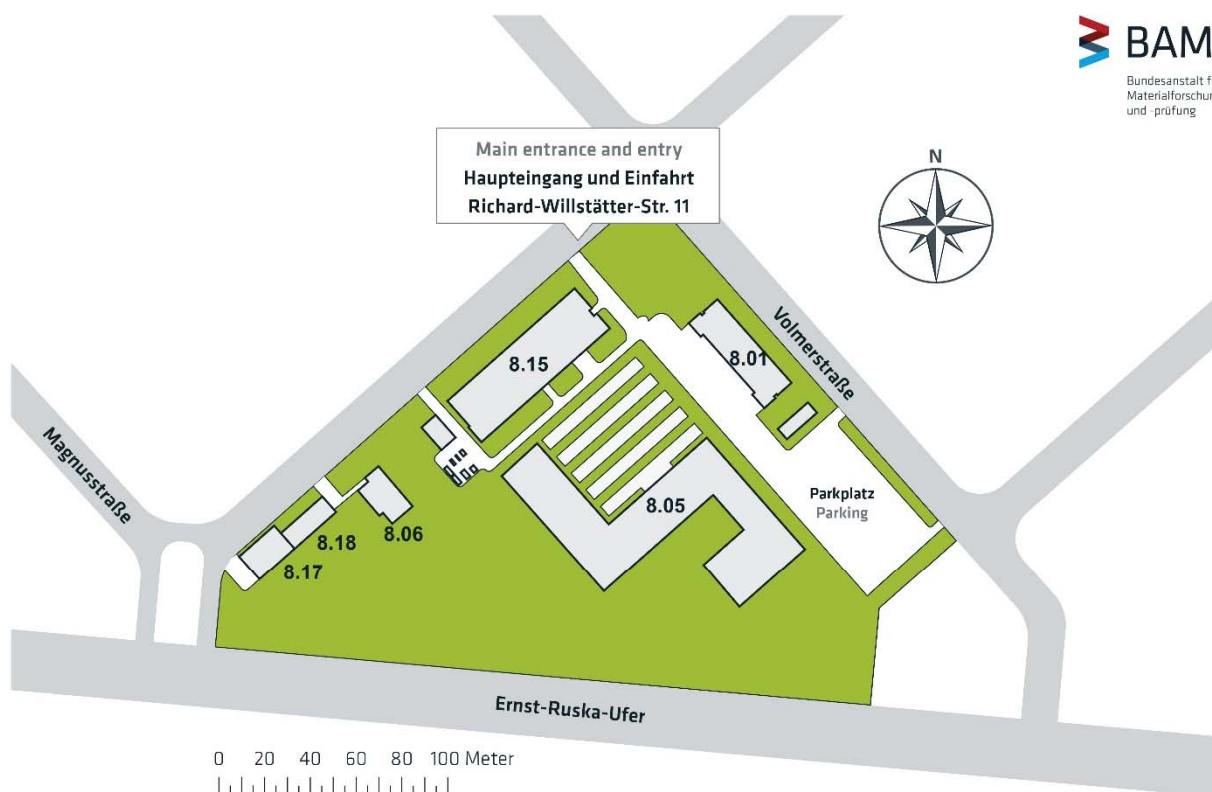 BAM
Bundesanstalt f
Materialforschun
und -prüfung
Main entrance and entry
Haupteingang und Einfahrt
Richard-Willstätter-Str. 11
N
Volmerstraße
8.01
8.15
Magnusstraße
Parkplatz
Parking
8.05
8.06
8.18
8.17
Ernst-Ruska-Ufer
0 20 40 60 80 100 Meter